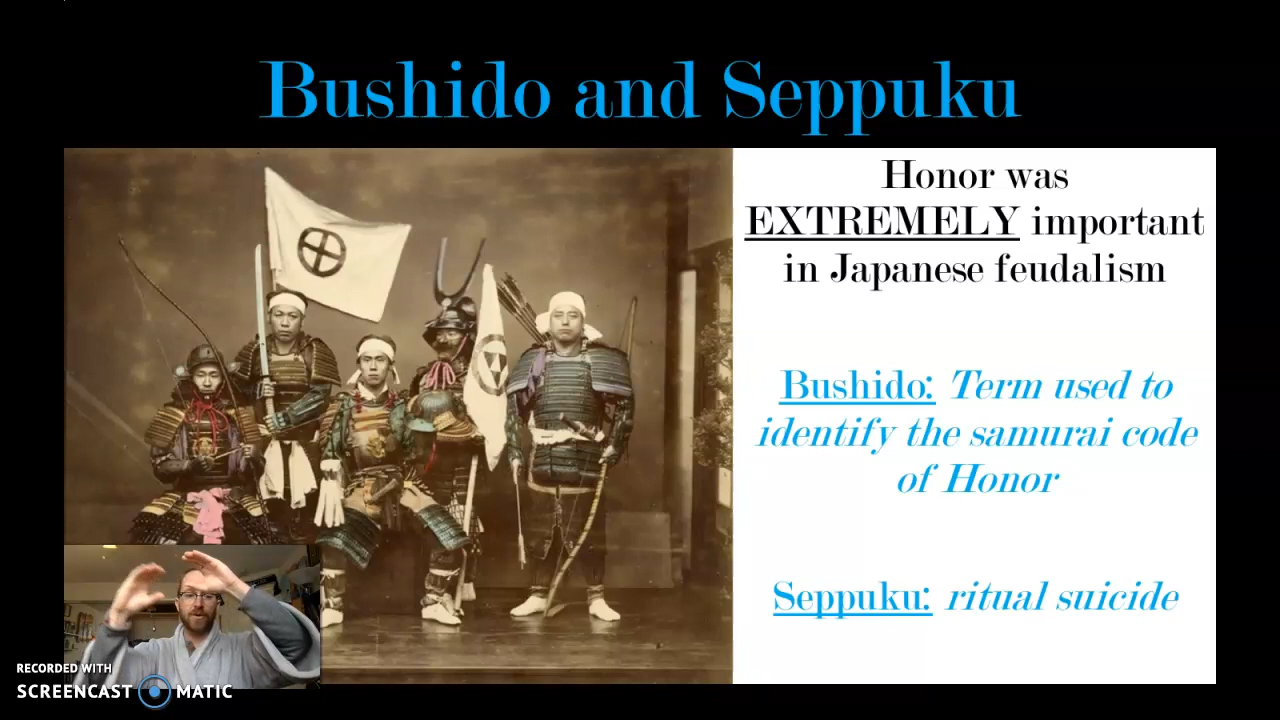 Bushido and Seppuku
Honor was
EXTREMELY important
in Japanese feudalism
Bushido: Term used to
identify the samurai code
of Honor
Seppuku: ritual suicide
RECORDED WITH
SCREENCAST MATIC